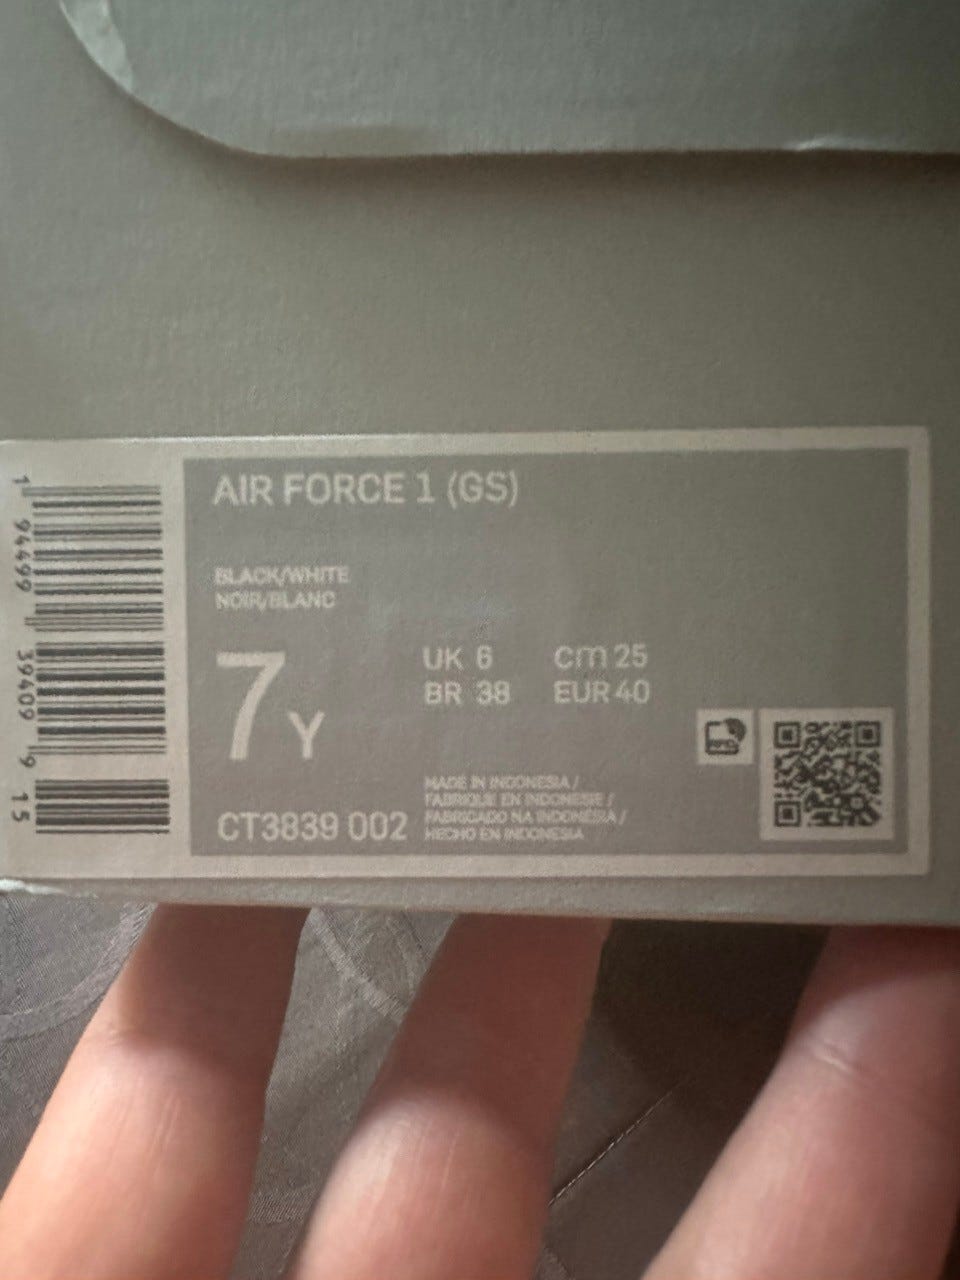 AIR FORCE 1 (GS)
BLACK/WHITE
NOIR/BLANC
7Y
UK 6 cm 25
BR 38 EUR 40
MADE IN INDONESIA /
FABRIQUE EN INDONESIE /
FABRICADO NA INDONÉSIA /
HECHO EN INDONESIA
CT3839 002
1 94499 39409 9 15